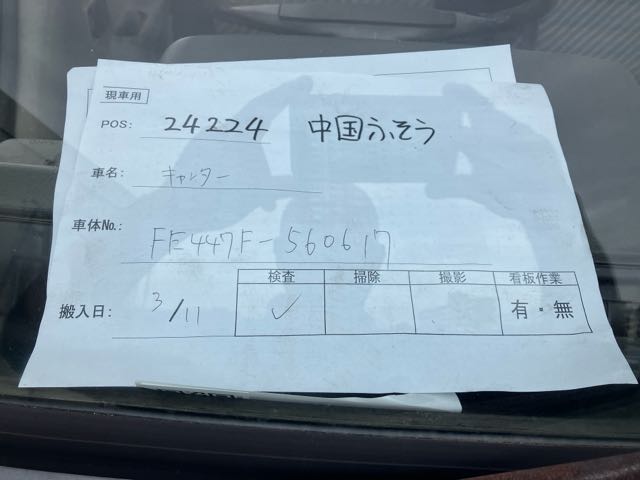 現車用
POS: 24224 中国ふそう
車名: キャンター
車体No.: FE447F-560617
検査 掃除 撮影 看板作業
搬入日: 3/11 ✓ 有・無